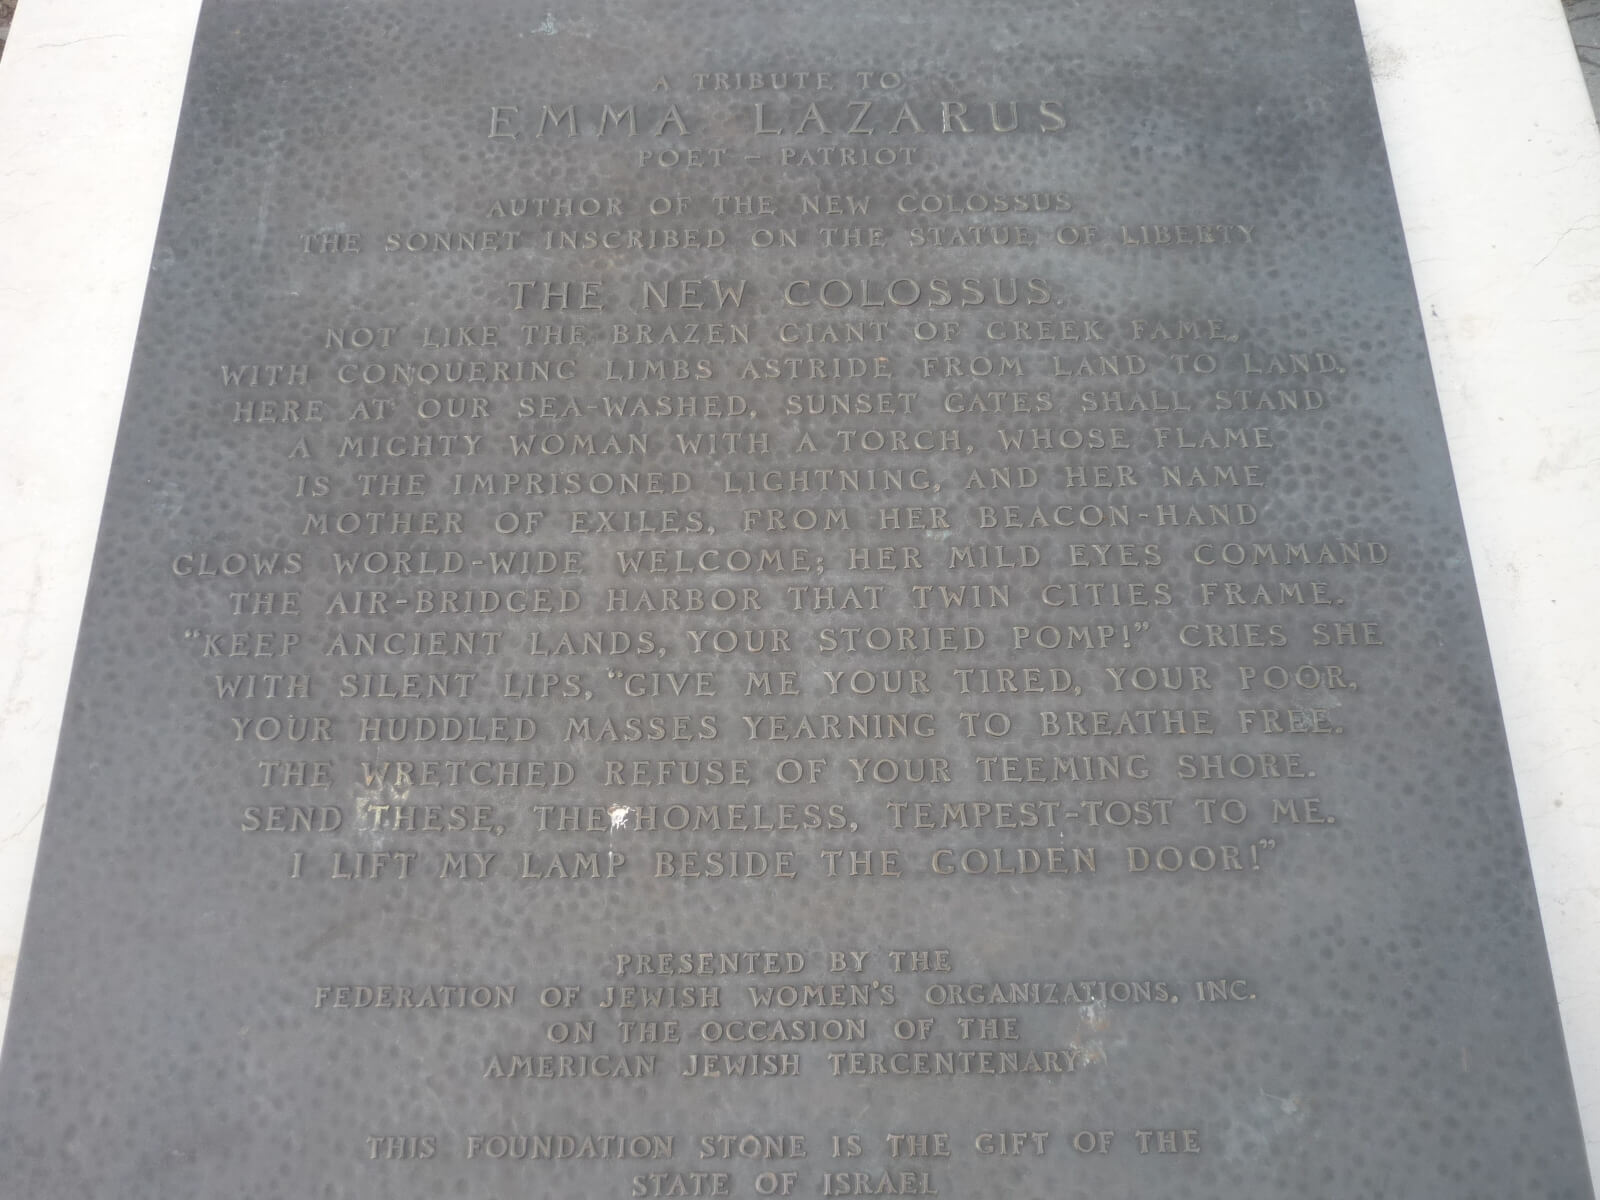 A TRIBUTE TO
EMMA LAZARUS
POET – PATRIOT
AUTHOR OF THE NEW COLOSSUS
THE SONNET INSCRIBED ON THE STATUE OF LIBERTY
THE NEW COLOSSUS.
NOT LIKE THE BRAZEN GIANT OF GREEK FAME,
WITH CONQUERING LIMBS ASTRIDE FROM LAND TO LAND.
HERE AT OUR SEA-WASHED, SUNSET GATES SHALL STAND
A MIGHTY WOMAN WITH A TORCH, WHOSE FLAME
IS THE IMPRISONED LIGHTNING, AND HER NAME
MOTHER OF EXILES, FROM HER BEACON-HAND
GLOWS WORLD-WIDE WELCOME; HER MILD EYES COMMAND
THE AIR-BRIDGED HARBOR THAT TWIN CITIES FRAME.
"KEEP ANCIENT LANDS, YOUR STORIED POMP!" CRIES SHE
WITH SILENT LIPS, "GIVE ME YOUR TIRED, YOUR POOR,
YOUR HUDDLED MASSES YEARNING TO BREATHE FREE.
THE WRETCHED REFUSE OF YOUR TEEMING SHORE.
SEND THESE, THE HOMELESS, TEMPEST-TOST TO ME.
I LIFT MY LAMP BESIDE THE GOLDEN DOOR!"
PRESENTED BY THE
FEDERATION OF JEWISH WOMEN'S ORGANIZATIONS, INC.
ON THE OCCASION OF THE
AMERICAN JEWISH TERCENTENARY
THIS FOUNDATION STONE IS THE GIFT OF THE
STATE OF ISRAEL